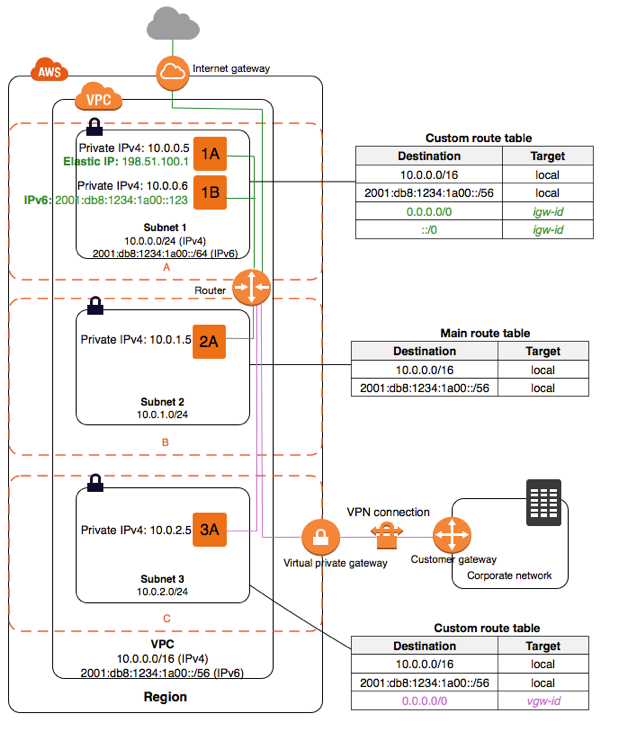 Internet gateway
AWS
VPC
Private IPv4: 10.0.0.5
Elastic IP: 198.51.100.1
1A
Private IPv4: 10.0.0.6
IPv6: 2001:db8:1234:1a00::123
1B
Subnet 1
10.0.0.0/24 (IPv4)
2001:db8:1234:1a00::/64 (IPv6)
A
Custom route table
Destination Target
10.0.0.0/16 local
2001:db8:1234:1a00::/56 local
0.0.0.0/0 igw-id
::/0 igw-id
Router
Private IPv4: 10.0.1.5
2A
Subnet 2
10.0.1.0/24
B
Main route table
Destination Target
10.0.0.0/16 local
2001:db8:1234:1a00::/56 local
Private IPv4: 10.0.2.5
3A
Subnet 3
10.0.2.0/24
C
VPN connection
Virtual private gateway
Customer gateway
Corporate network
VPC
10.0.0.0/16 (IPv4)
2001:db8:1234:1a00::/56 (IPv6)
Region
Custom route table
Destination Target
10.0.0.0/16 local
2001:db8:1234:1a00::/56 local
0.0.0.0/0 vgw-id